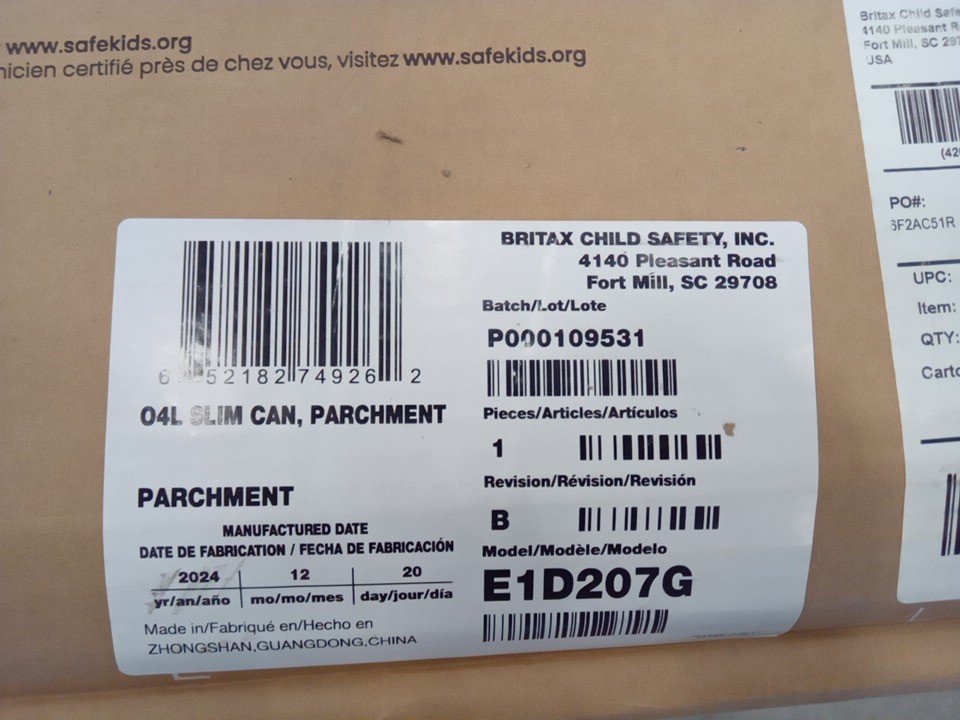 www.safekids.org
nicien certifié près de chez vous, visitez www.safekids.org
Britax Child Safe
4140 Pleasant R
Fort Mill, SC 297
USA
(42
PO#:
6F2AC51R
UPC:
Item:
QTY:
Carto
6 52182 74926 2
O4L SLIM CAN, PARCHMENT
PARCHMENT
MANUFACTURED DATE
DATE DE FABRICATION / FECHA DE FABRICACIÓN
2024 12 20
yr/an/año mo/mo/mes day/jour/día
Made in/Fabriqué en/Hecho en
ZHONGSHAN,GUANGDONG,CHINA
BRITAX CHILD SAFETY, INC.
4140 Pleasant Road
Fort Mill, SC 29708
Batch/Lot/Lote
P000109531
Pieces/Articles/Artículos
1
Revision/Révision/Revisión
B
Model/Modèle/Modelo
E1D207G